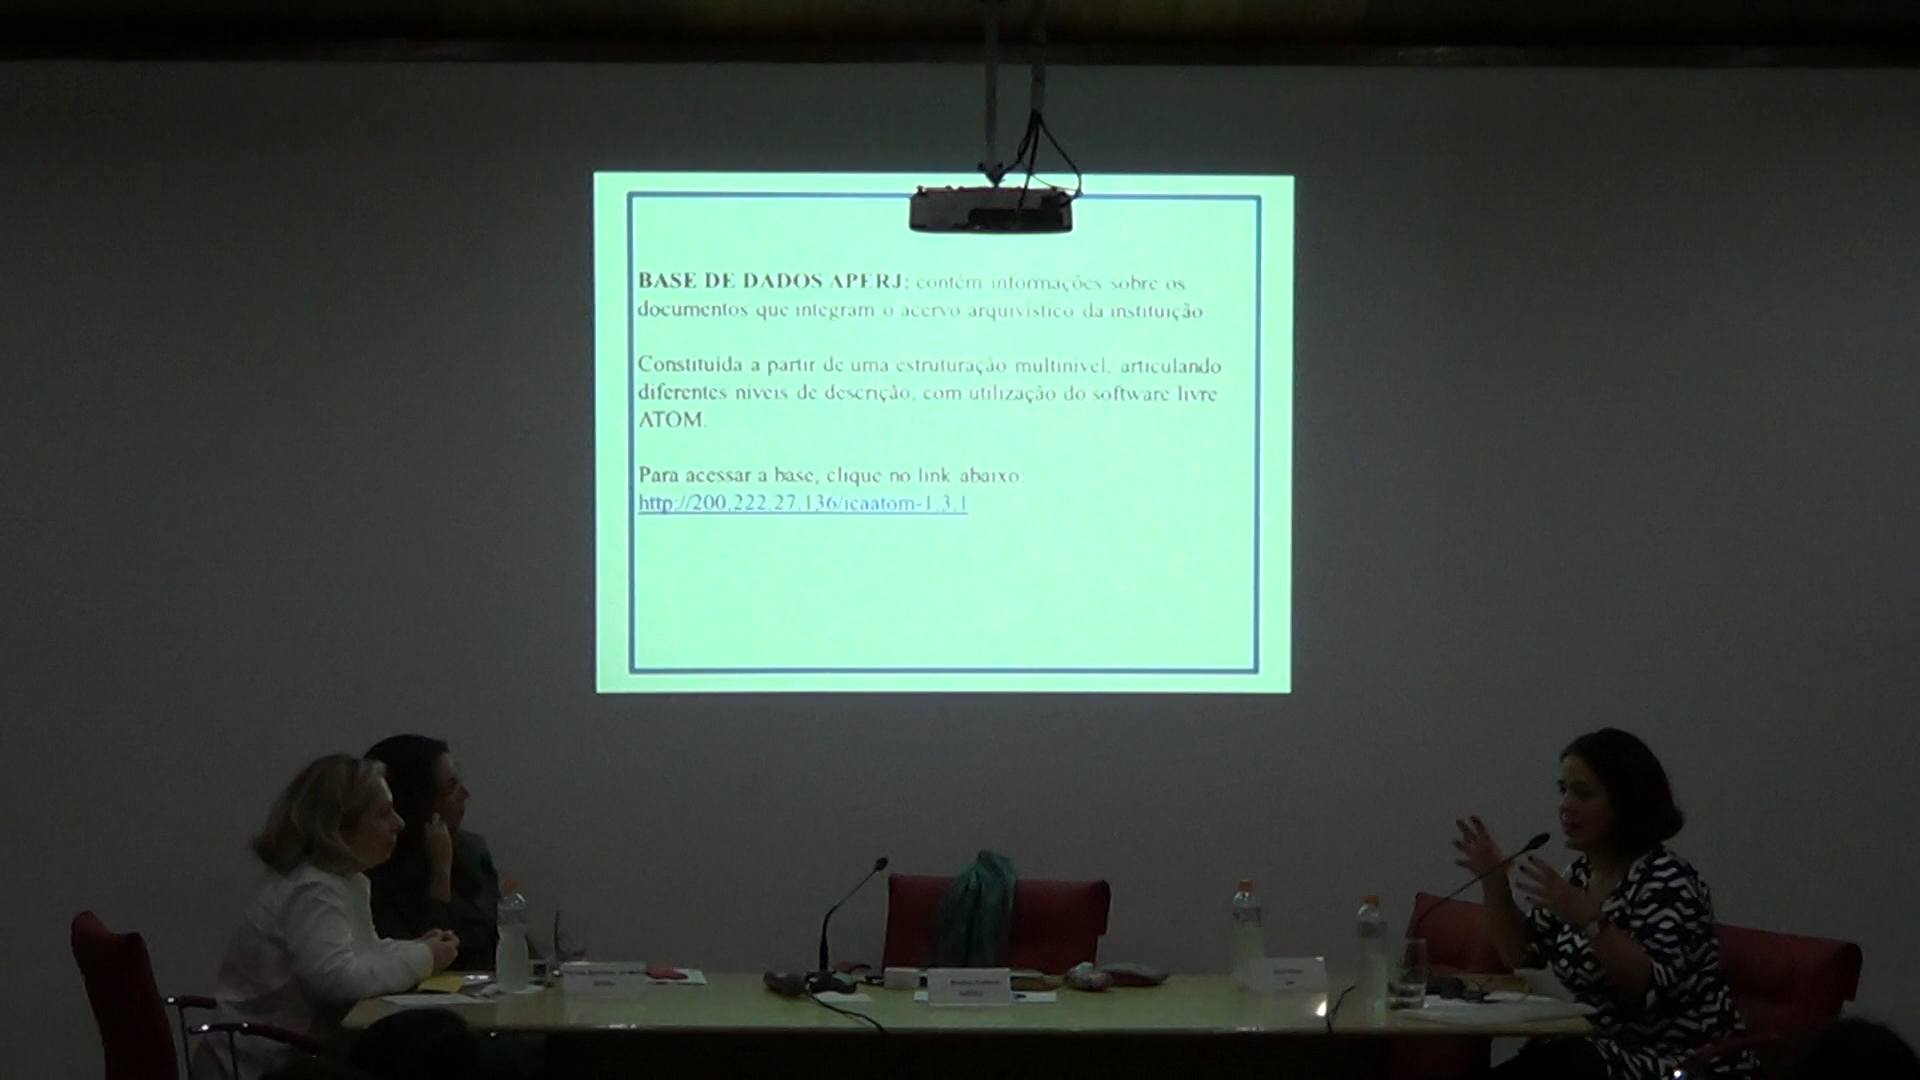 BASE DE DADOS APERJ: contém informações sobre os
documentos que integram o acervo arquivístico da instituição.
Constituída a partir de uma estruturação multinível, articulando
diferentes níveis de descrição, com utilização do software livre
ATOM.
Para acessar a base, clique no link abaixo:
http://200.222.27.136/icaatom-1.3.1